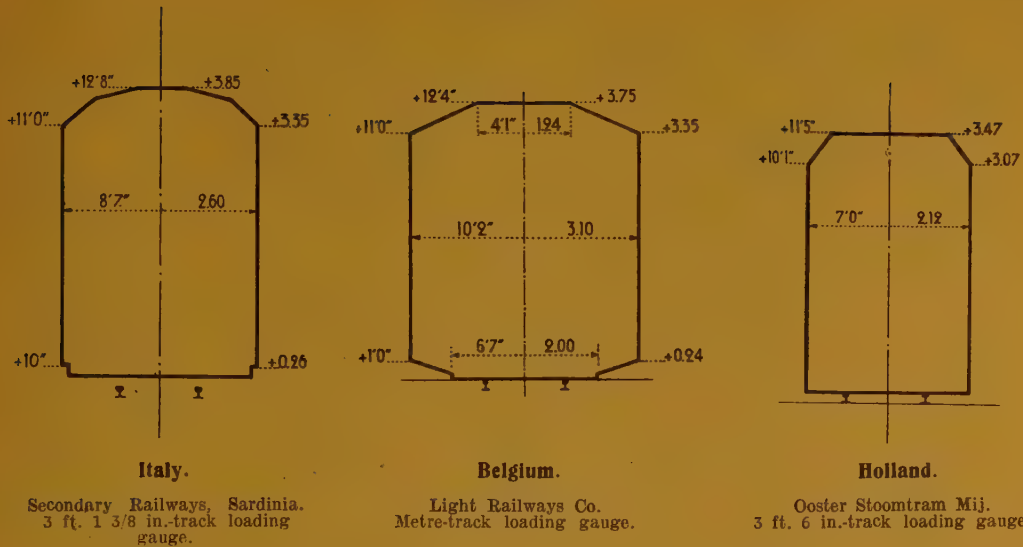 +12'8" +3.85
+11'0" +3.35
8'7" 2.60
+10" +0.26
Italy.
Secondary Railways, Sardinia.
3 ft. 1 3/8 in.-track loading
gauge.
+12'4" +3.75
4'1" 1.24
+11'0" +3.35
10'2" 3.10
6'7" 2.00
+1'0" +0.24
Belgium.
Light Railways Co.
Metre-track loading gauge.
+11'5" +3.47
+10'1" +3.07
7'0" 2.12
Holland.
Ooster Stoomtram Mij.
3 ft. 6 in.-track loading gauge